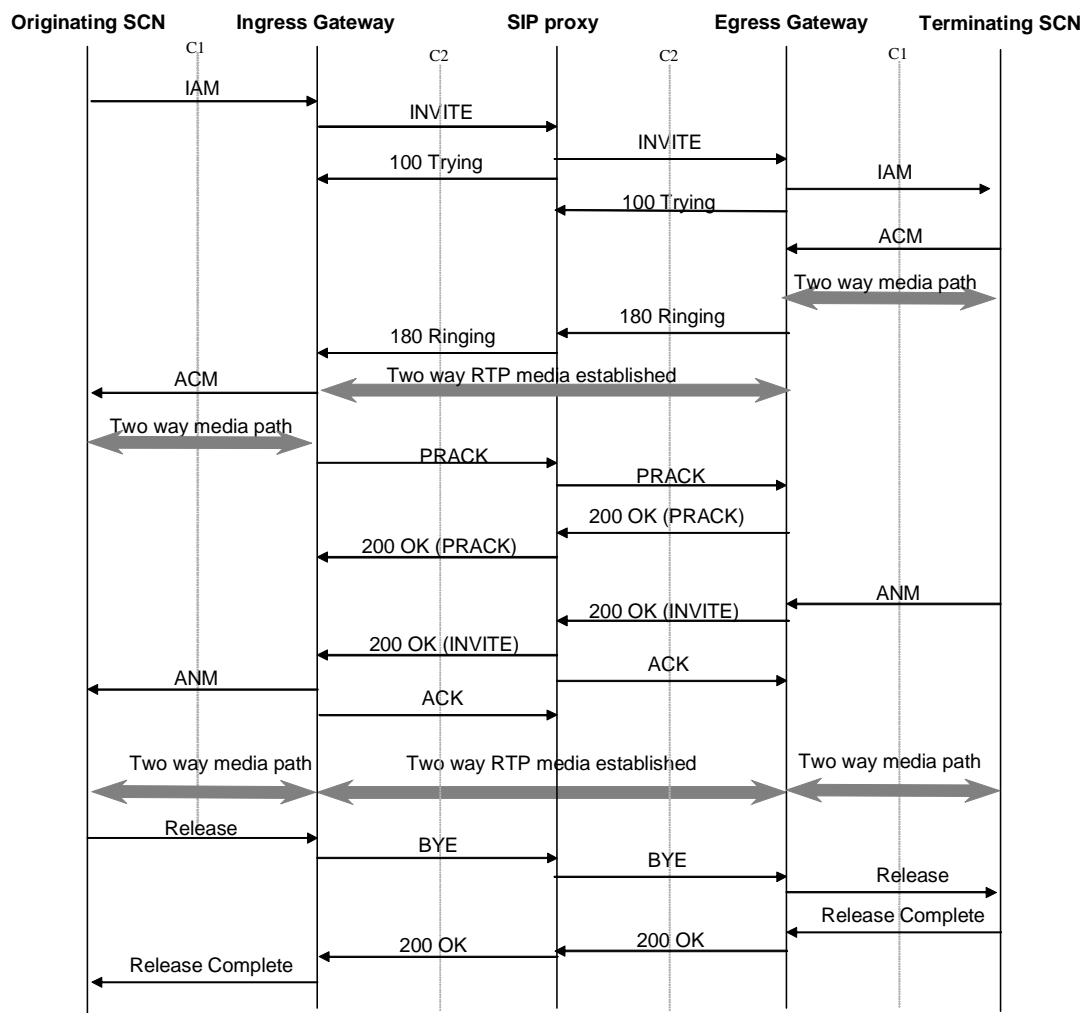 Originating SCN
Ingress Gateway
SIP proxy
Egress Gateway
Terminating SCN
C1
C2
C2
C1
IAM
INVITE
INVITE
100 Trying
IAM
100 Trying
ACM
Two way media path
180 Ringing
180 Ringing
Two way RTP media established
ACM
Two way media path
PRACK
PRACK
200 OK (PRACK)
200 OK (PRACK)
ANM
200 OK (INVITE)
200 OK (INVITE)
ACK
ANM
ACK
Two way media path
Two way RTP media established
Two way media path
Release
BYE
BYE
Release
Release Complete
200 OK
200 OK
Release Complete